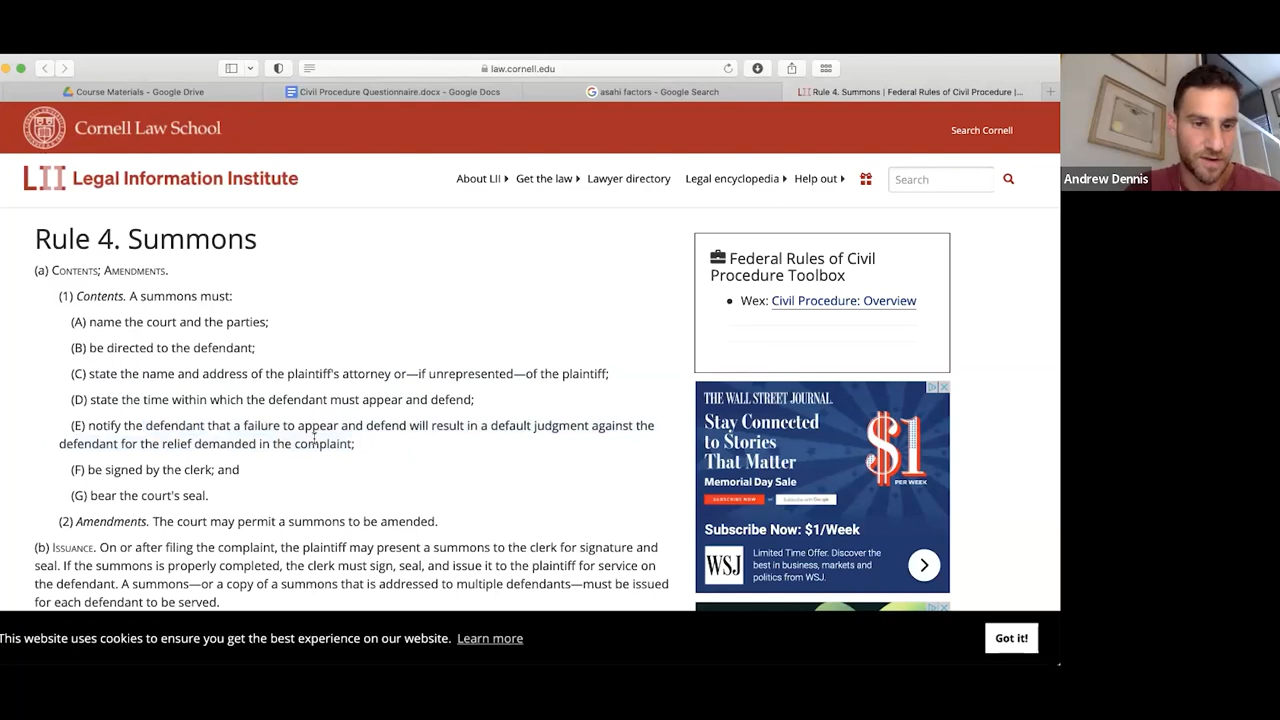 law.cornell.edu
Course Materials - Google Drive
Civil Procedure Questionnaire.docx - Google Docs
asahi factors - Google Search
LII Rule 4. Summons | Federal Rules of Civil Procedure |...
Cornell Law School
Search Cornell
LII Legal Information Institute
About LII
Get the law
Lawyer directory
Legal encyclopedia
Help out
Search
Andrew Dennis
Rule 4. Summons
(a) Contents; Amendments.
(1) Contents. A summons must:
(A) name the court and the parties;
(B) be directed to the defendant;
(C) state the name and address of the plaintiff's attorney or—if unrepresented—of the plaintiff;
(D) state the time within which the defendant must appear and defend;
(E) notify the defendant that a failure to appear and defend will result in a default judgment against the
defendant for the relief demanded in the complaint;
(F) be signed by the clerk; and
(G) bear the court's seal.
(2) Amendments. The court may permit a summons to be amended.
(b) Issuance. On or after filing the complaint, the plaintiff may present a summons to the clerk for signature and
seal. If the summons is properly completed, the clerk must sign, seal, and issue it to the plaintiff for service on
the defendant. A summons—or a copy of a summons that is addressed to multiple defendants—must be issued
for each defendant to be served.
Federal Rules of Civil
Procedure Toolbox
Wex: Civil Procedure: Overview
THE WALL STREET JOURNAL.
Stay Connected
to Stories
That Matter
Memorial Day Sale
SUBSCRIBE NOW
Subscribe with Google
$1
PER WEEK
Subscribe Now: $1/Week
WSJ
Limited Time Offer. Discover the
best in business, markets and
politics from WSJ.
This website uses cookies to ensure you get the best experience on our website. Learn more
Got it!